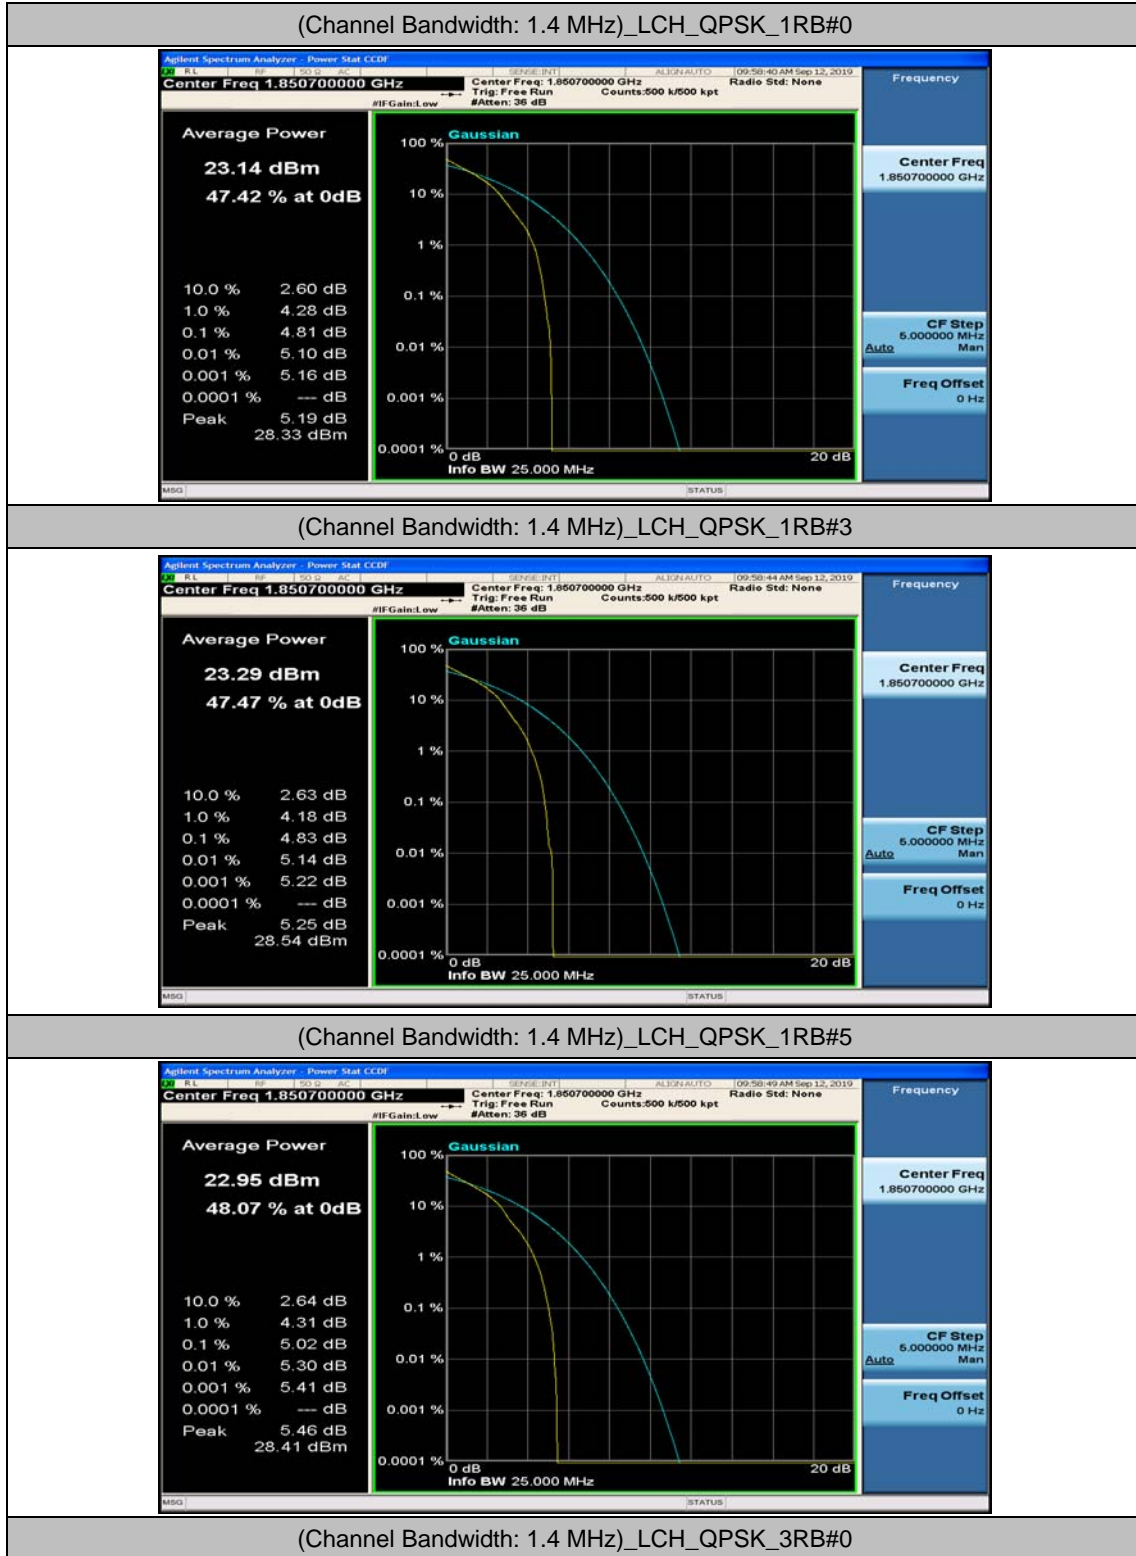 (Channel Bandwidth: 1.4 MHz)_LCH_QPSK_1RB#0
Agilent Spectrum Analyzer - Power Stat CCDF
LXI RL RF 50 Ω AC SENSE:INT ALIGN AUTO 09:58:40 AM Sep 12, 2019
Center Freq 1.850700000 GHz
Center Freq: 1.850700000 GHz Radio Std: None
Trig: Free Run Counts:500 k/500 kpt
#IFGain:Low #Atten: 36 dB
Frequency
Average Power
23.14 dBm
47.42 % at 0dB
10.0 % 2.60 dB
1.0 % 4.28 dB
0.1 % 4.81 dB
0.01 % 5.10 dB
0.001 % 5.16 dB
0.0001 % --- dB
Peak 5.19 dB
28.33 dBm
Gaussian
100 %
10 %
1 %
0.1 %
0.01 %
0.001 %
0.0001 %
0 dB 20 dB
Info BW 25.000 MHz
Center Freq
1.850700000 GHz
CF Step
5.000000 MHz
Auto Man
Freq Offset
0 Hz
MSG STATUS
(Channel Bandwidth: 1.4 MHz)_LCH_QPSK_1RB#3
Agilent Spectrum Analyzer - Power Stat CCDF
LXI RL RF 50 Ω AC SENSE:INT ALIGN AUTO 09:58:44 AM Sep 12, 2019
Center Freq 1.850700000 GHz
Center Freq: 1.850700000 GHz Radio Std: None
Trig: Free Run Counts:500 k/500 kpt
#IFGain:Low #Atten: 36 dB
Frequency
Average Power
23.29 dBm
47.47 % at 0dB
10.0 % 2.63 dB
1.0 % 4.18 dB
0.1 % 4.83 dB
0.01 % 5.14 dB
0.001 % 5.22 dB
0.0001 % --- dB
Peak 5.25 dB
28.54 dBm
Gaussian
100 %
10 %
1 %
0.1 %
0.01 %
0.001 %
0.0001 %
0 dB 20 dB
Info BW 25.000 MHz
Center Freq
1.850700000 GHz
CF Step
5.000000 MHz
Auto Man
Freq Offset
0 Hz
MSG STATUS
(Channel Bandwidth: 1.4 MHz)_LCH_QPSK_1RB#5
Agilent Spectrum Analyzer - Power Stat CCDF
LXI RL RF 50 Ω AC SENSE:INT ALIGN AUTO 09:58:49 AM Sep 12, 2019
Center Freq 1.850700000 GHz
Center Freq: 1.850700000 GHz Radio Std: None
Trig: Free Run Counts:500 k/500 kpt
#IFGain:Low #Atten: 36 dB
Frequency
Average Power
22.95 dBm
48.07 % at 0dB
10.0 % 2.64 dB
1.0 % 4.31 dB
0.1 % 5.02 dB
0.01 % 5.30 dB
0.001 % 5.41 dB
0.0001 % --- dB
Peak 5.46 dB
28.41 dBm
Gaussian
100 %
10 %
1 %
0.1 %
0.01 %
0.001 %
0.0001 %
0 dB 20 dB
Info BW 25.000 MHz
Center Freq
1.850700000 GHz
CF Step
5.000000 MHz
Auto Man
Freq Offset
0 Hz
MSG STATUS
(Channel Bandwidth: 1.4 MHz)_LCH_QPSK_3RB#0